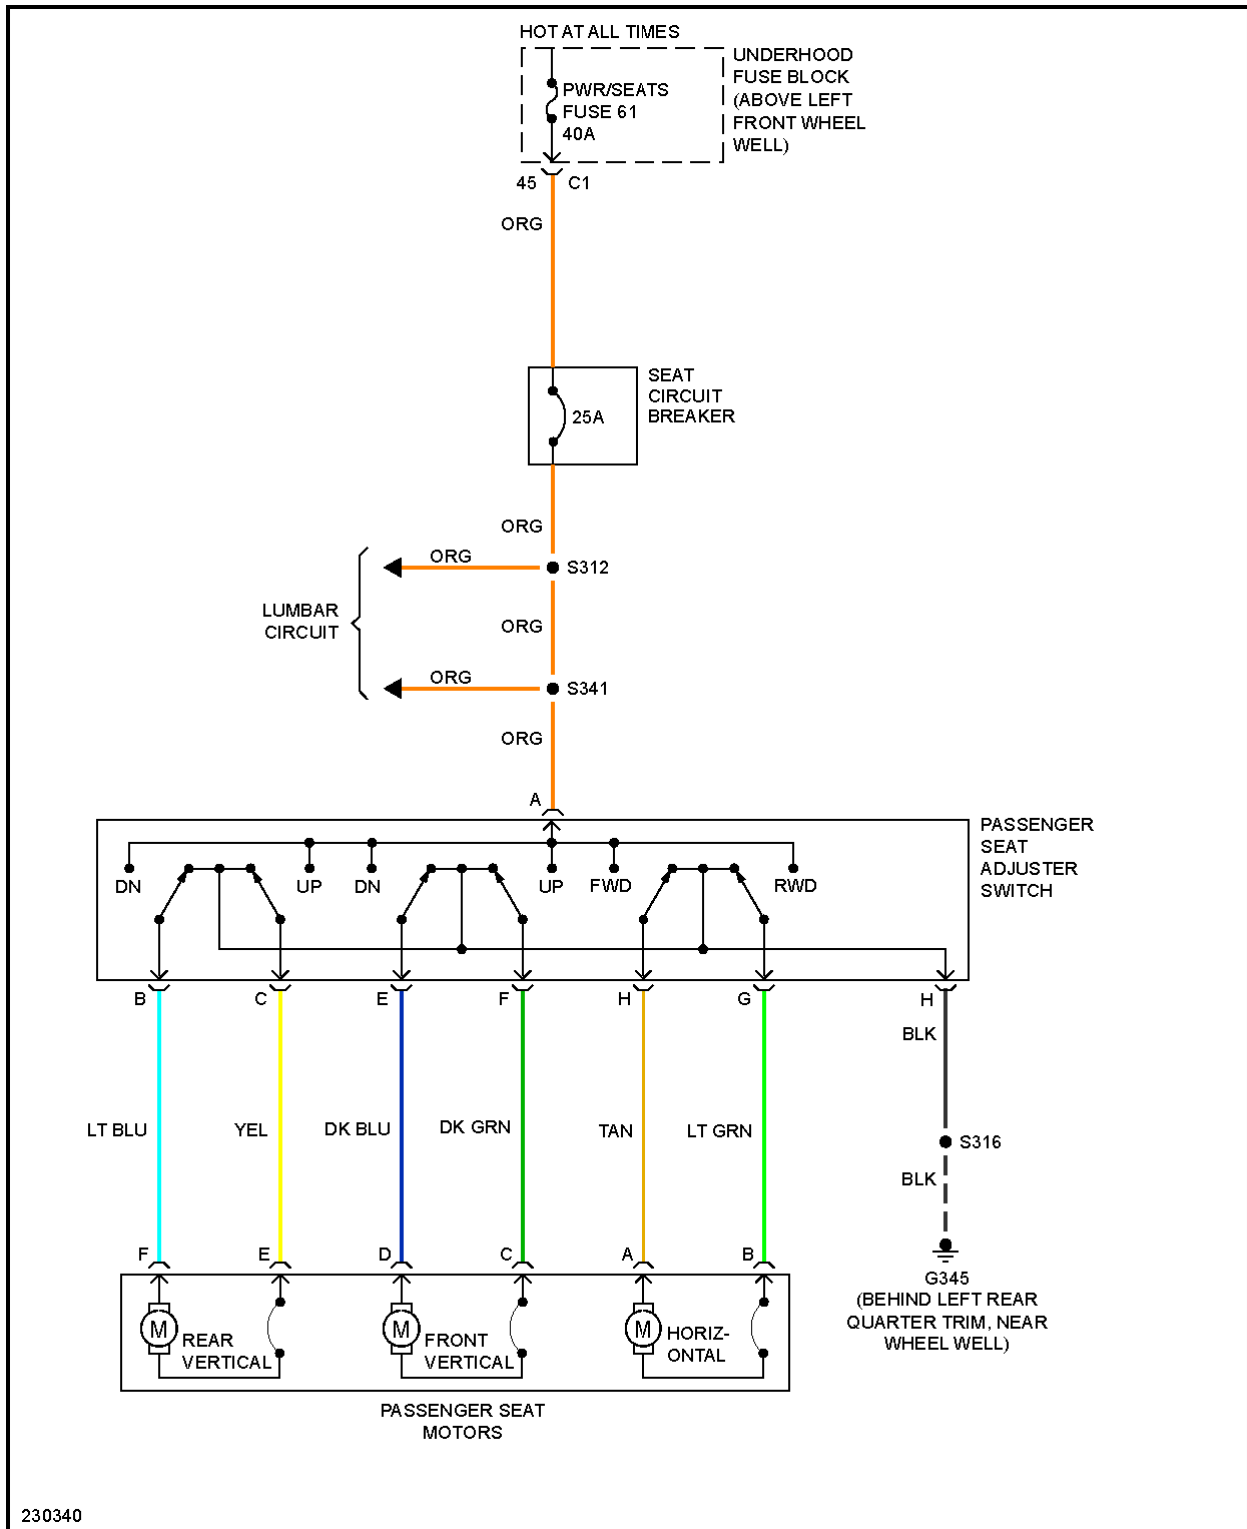 HOT AT ALL TIMES
PWR/SEATS
FUSE 61
40A
UNDERHOOD
FUSE BLOCK
(ABOVE LEFT
FRONT WHEEL
WELL)
45 C1
ORG
SEAT
CIRCUIT
BREAKER
25A
ORG
ORG
S312
LUMBAR
CIRCUIT
ORG
ORG
S341
ORG
A
PASSENGER
SEAT
ADJUSTER
SWITCH
DN UP DN UP FWD RWD
B C E F H G H
BLK
LT BLU YEL DK BLU DK GRN TAN LT GRN
S316
BLK
F E D C A B
G345
(BEHIND LEFT REAR
QUARTER TRIM, NEAR
WHEEL WELL)
M REAR
VERTICAL
M FRONT
VERTICAL
M HORIZ-
ONTAL
PASSENGER SEAT
MOTORS
230340